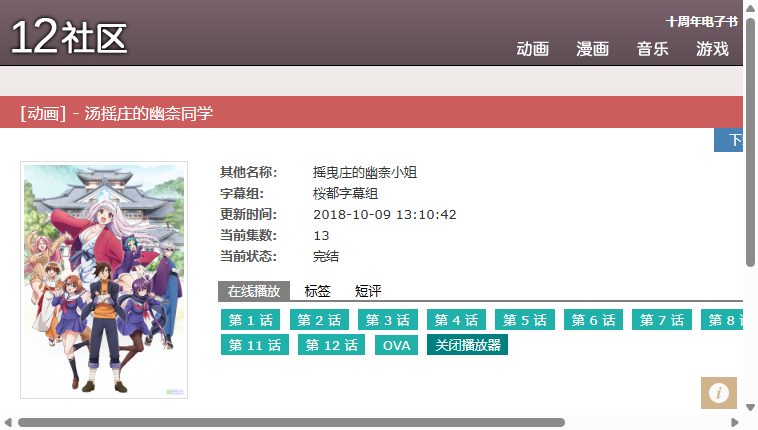 12社区
十周年电子书
动画 漫画 音乐 游戏
[动画] - 汤摇庄的幽奈同学
其他名称： 摇曳庄的幽奈小姐
字幕组： 桜都字幕组
更新时间： 2018-10-09 13:10:42
当前集数： 13
当前状态： 完结
在线播放 标签 短评
第 1 话 第 2 话 第 3 话 第 4 话 第 5 话 第 6 话 第 7 话 第 8
第 11 话 第 12 话 OVA 关闭播放器
i